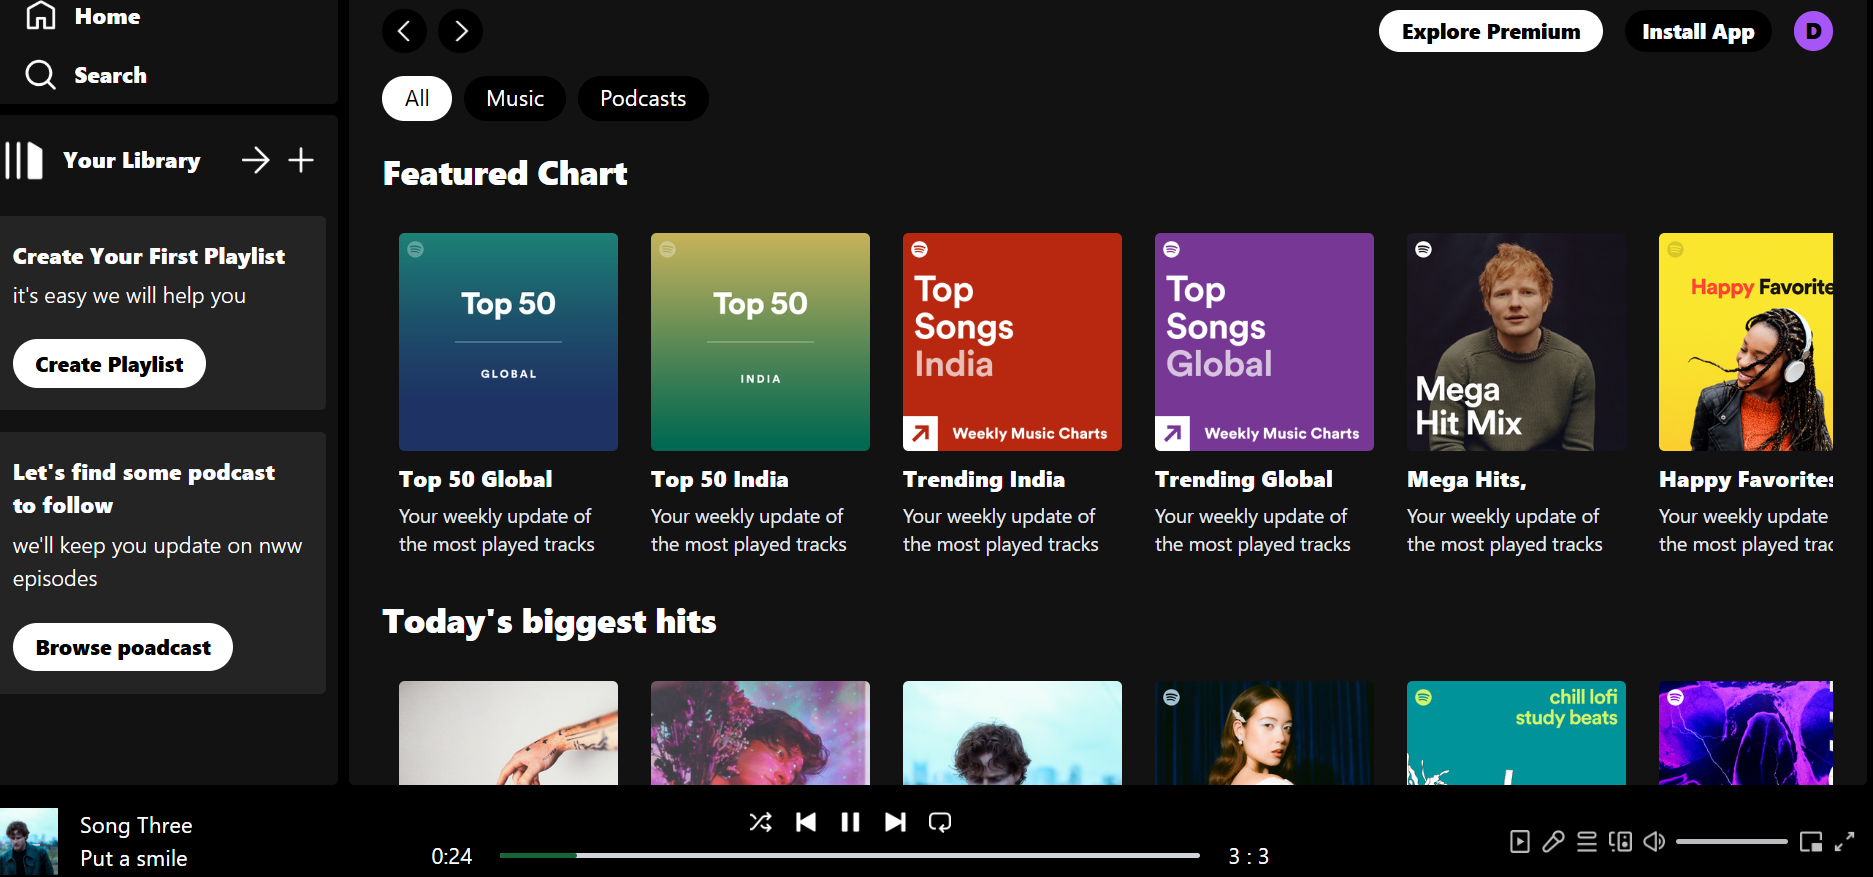 Home
Search
Your Library
Create Your First Playlist
it's easy we will help you
Create Playlist
Let's find some podcast
to follow
we'll keep you update on nww
episodes
Browse poadcast
Explore Premium
Install App
D
All
Music
Podcasts
Featured Chart
Top 50
GLOBAL
Top 50 Global
Your weekly update of
the most played tracks
Top 50
INDIA
Top 50 India
Your weekly update of
the most played tracks
Top
Songs
India
Weekly Music Charts
Trending India
Your weekly update of
the most played tracks
Top
Songs
Global
Weekly Music Charts
Trending Global
Your weekly update of
the most played tracks
Mega
Hit Mix
Mega Hits,
Your weekly update of
the most played tracks
Happy Favorite
Happy Favorites
Your weekly update
the most played trac
Today's biggest hits
chill lofi
study beats
Song Three
Put a smile
0:24
3 : 3